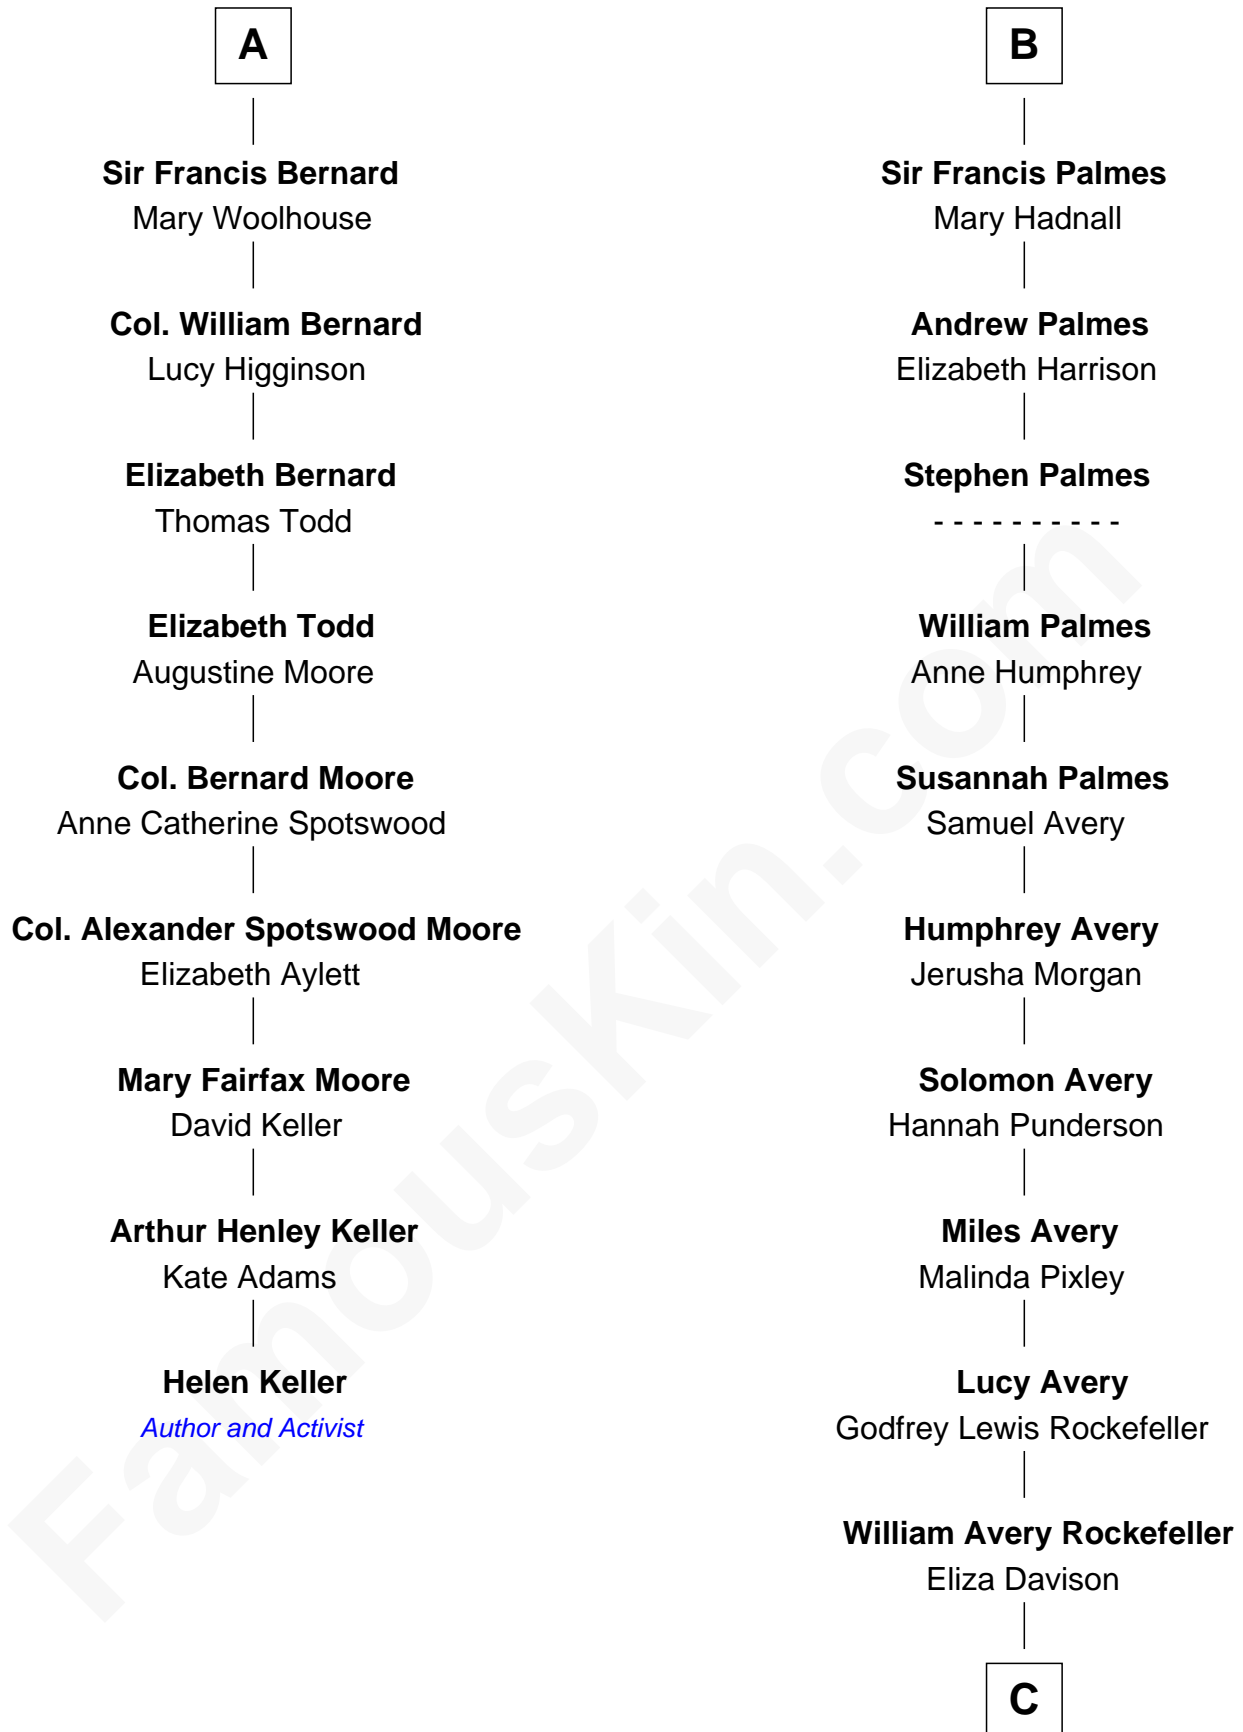 A
Sir Francis Bernard
Mary Woolhouse
Col. William Bernard
Lucy Higginson
Elizabeth Bernard
Thomas Todd
Elizabeth Todd
Augustine Moore
Col. Bernard Moore
Anne Catherine Spotswood
Col. Alexander Spotswood Moore
Elizabeth Aylett
Mary Fairfax Moore
David Keller
Arthur Henley Keller
Kate Adams
Helen Keller
Author and Activist
B
Sir Francis Palmes
Mary Hadnall
Andrew Palmes
Elizabeth Harrison
Stephen Palmes
- - - - - - - - - -
William Palmes
Anne Humphrey
Susannah Palmes
Samuel Avery
Humphrey Avery
Jerusha Morgan
Solomon Avery
Hannah Punderson
Miles Avery
Malinda Pixley
Lucy Avery
Godfrey Lewis Rockefeller
William Avery Rockefeller
Eliza Davison
C
FamousKin.com